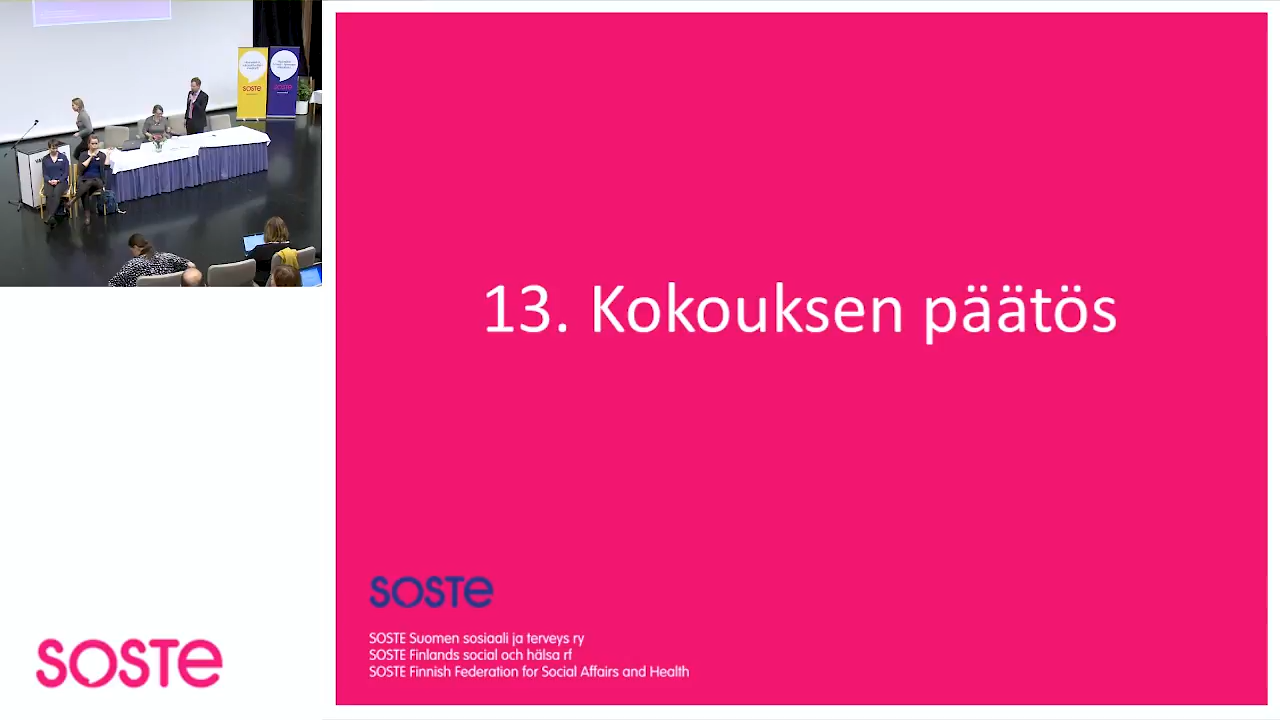 SOSTE
13. Kokouksen päätös
SOSTE
SOSTE Suomen sosiaali ja terveys ry
SOSTE Finlands social och hälsa rf
SOSTE Finnish Federation for Social Affairs and Health
SOSTE